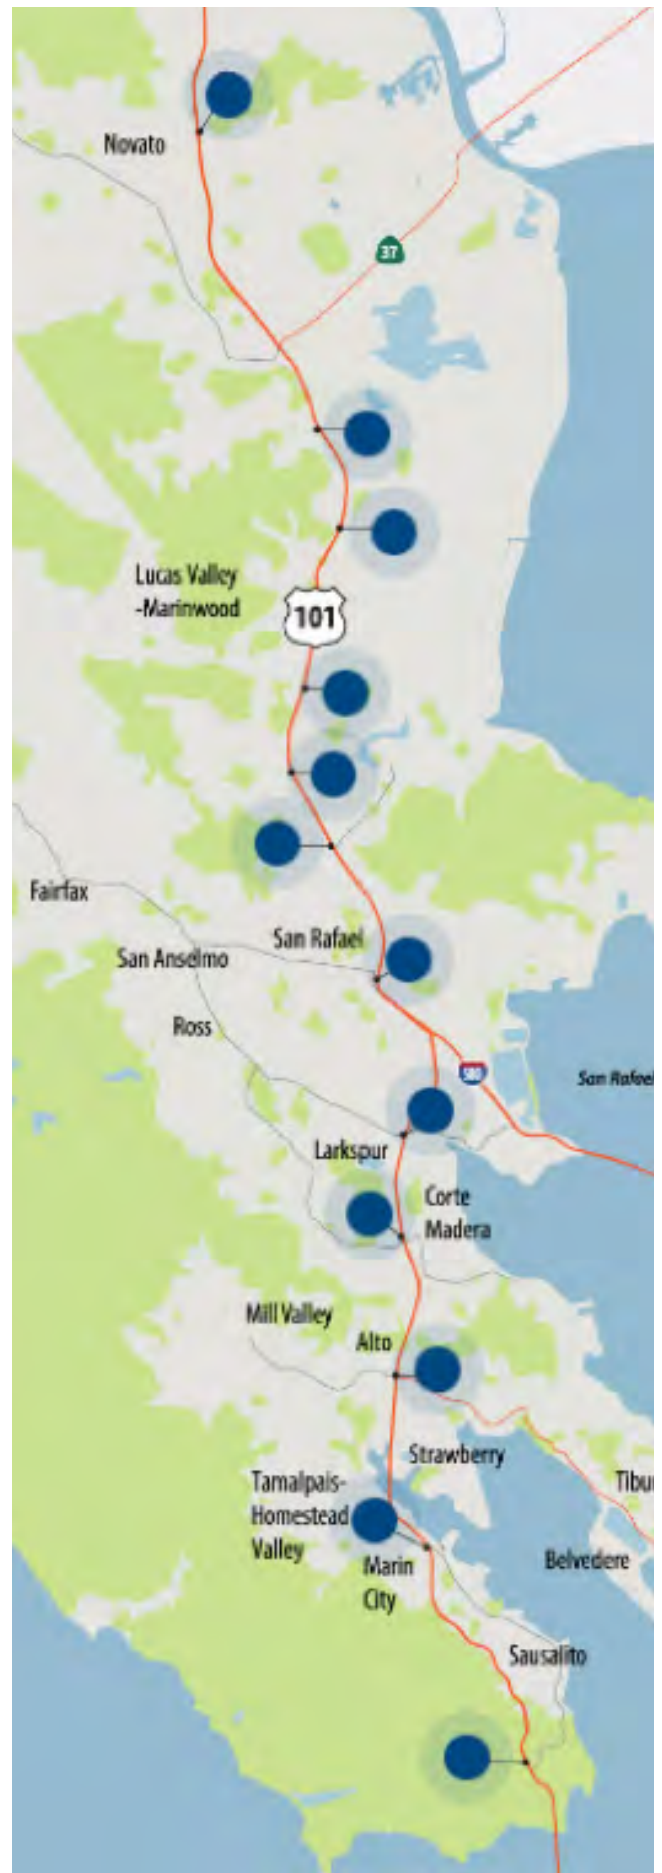 Novato
37
Lucas Valley
-Marinwood
101
Fairfax
San Rafael
San Anselmo
Ross
580
San Rafael
Larkspur
Corte
Madera
Mill Valley
Alto
Strawberry
Tamalpais-
Homestead
Valley
Tibur
Belvedere
Marin
City
Sausalito